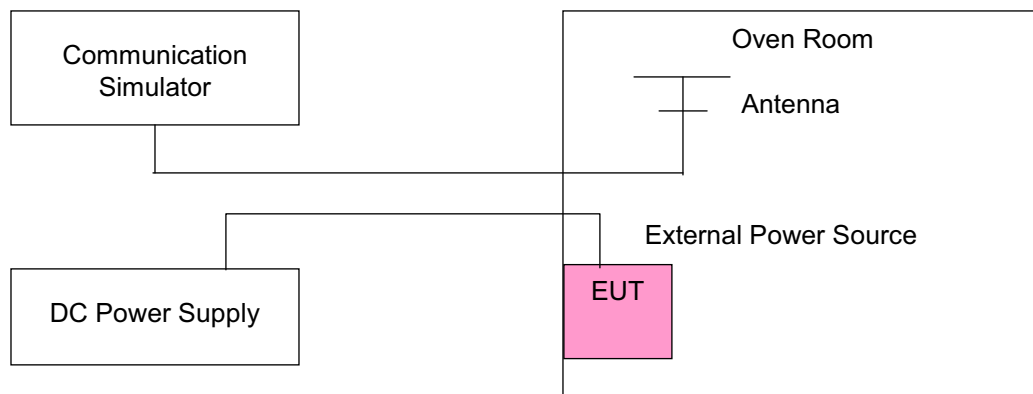 Communication
Simulator
Oven Room
Antenna
External Power Source
EUT
DC Power Supply